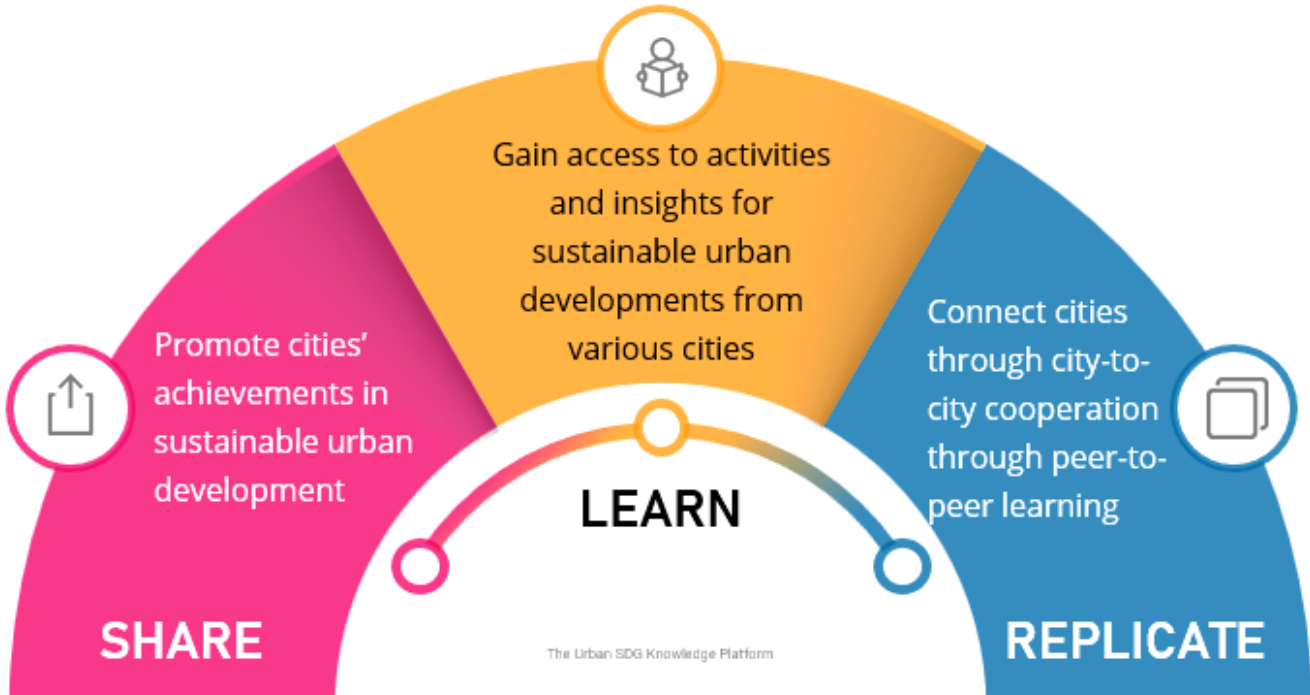 Promote cities’
achievements in
sustainable urban
development
SHARE
Gain access to activities
and insights for
sustainable urban
developments from
various cities
LEARN
Connect cities
through city-to-
city cooperation
through peer-to-
peer learning
REPLICATE
The Urban SDG Knowledge Platform